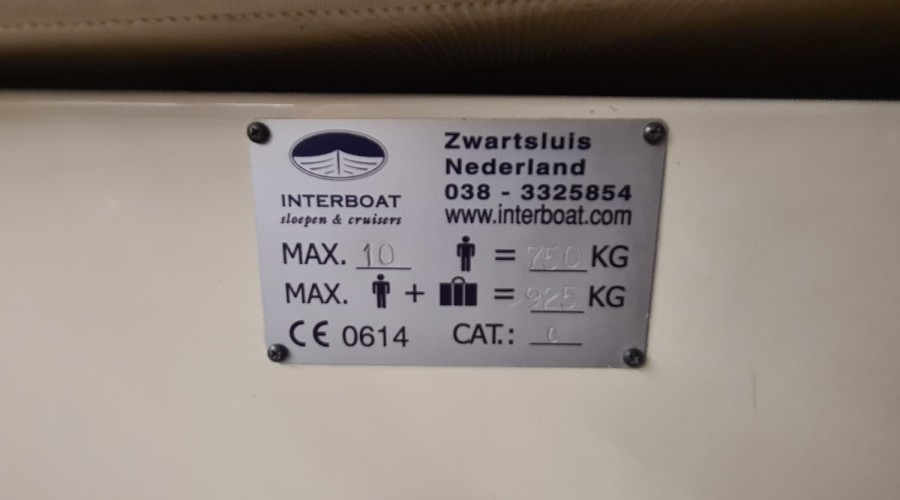 INTERBOAT
sloepen & cruisers
Zwartsluis
Nederland
038 - 3325854
www.interboat.com
MAX. 10 = 750 KG
MAX. + = 925 KG
CE 0614 CAT.: C